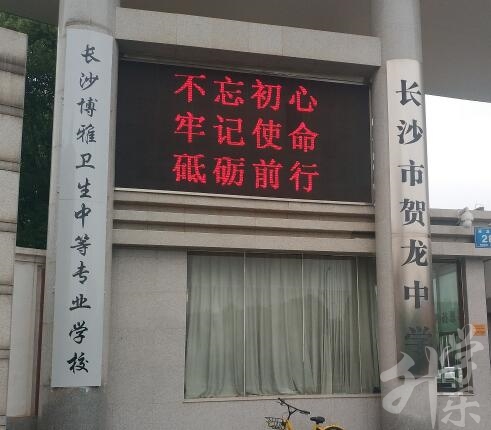 长沙博雅卫生中等专业学校
不忘初心
牢记使命
砥砺前行
长沙市贺龙中学